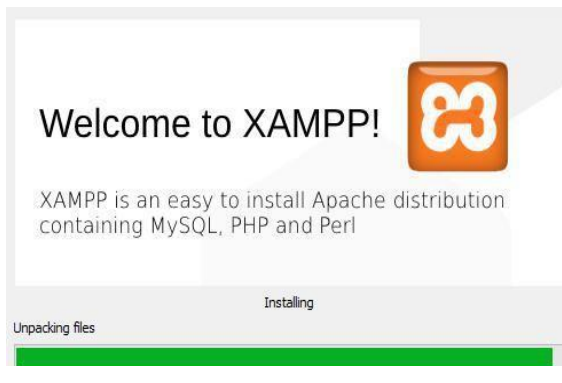 Welcome to XAMPP!
XAMPP is an easy to install Apache distribution
containing MySQL, PHP and Perl
Installing
Unpacking files